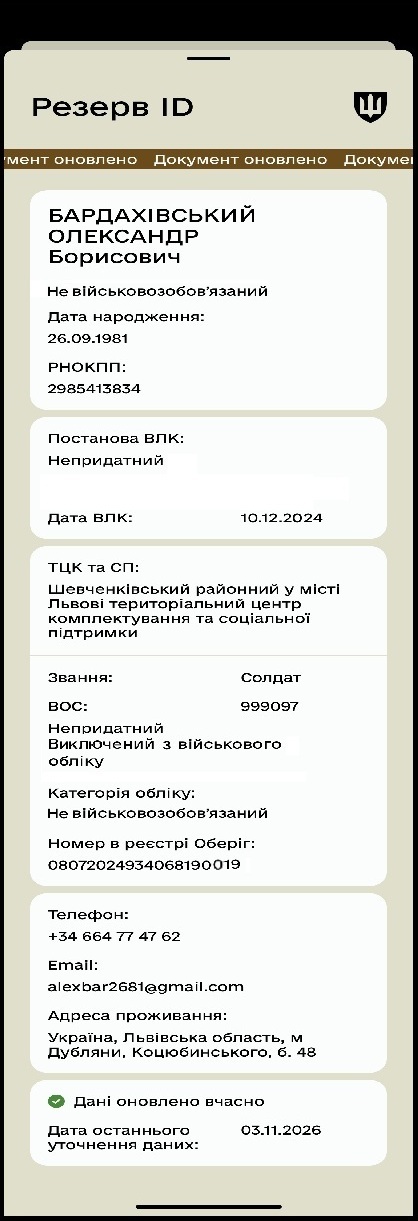 Резерв ID
мент оновлено Документ оновлено Докумен
БАРДАХІВСЬКИЙ
ОЛЕКСАНДР
Борисович
Не військовозобов'язаний
Дата народження:
26.09.1981
РНОКПП:
2985413834
Постанова ВЛК:
Непридатний
Дата ВЛК: 10.12.2024
ТЦК та СП:
Шевченківський районний у місті
Львові територіальний центр
комплектування та соціальної
підтримки
Звання: Солдат
ВОС: 999097
Непридатний
Виключений з військового
обліку
Категорія обліку:
Не військовозобов'язаний
Номер в реєстрі Оберіг:
08072024934068190019
Телефон:
+34 664 77 47 62
Email:
alexbar2681@gmail.com
Адреса проживання:
Україна, Львівська область, м
Дубляни, Коцюбинського, б. 48
Дані оновлено вчасно
Дата останнього 03.11.2026
уточнення даних: